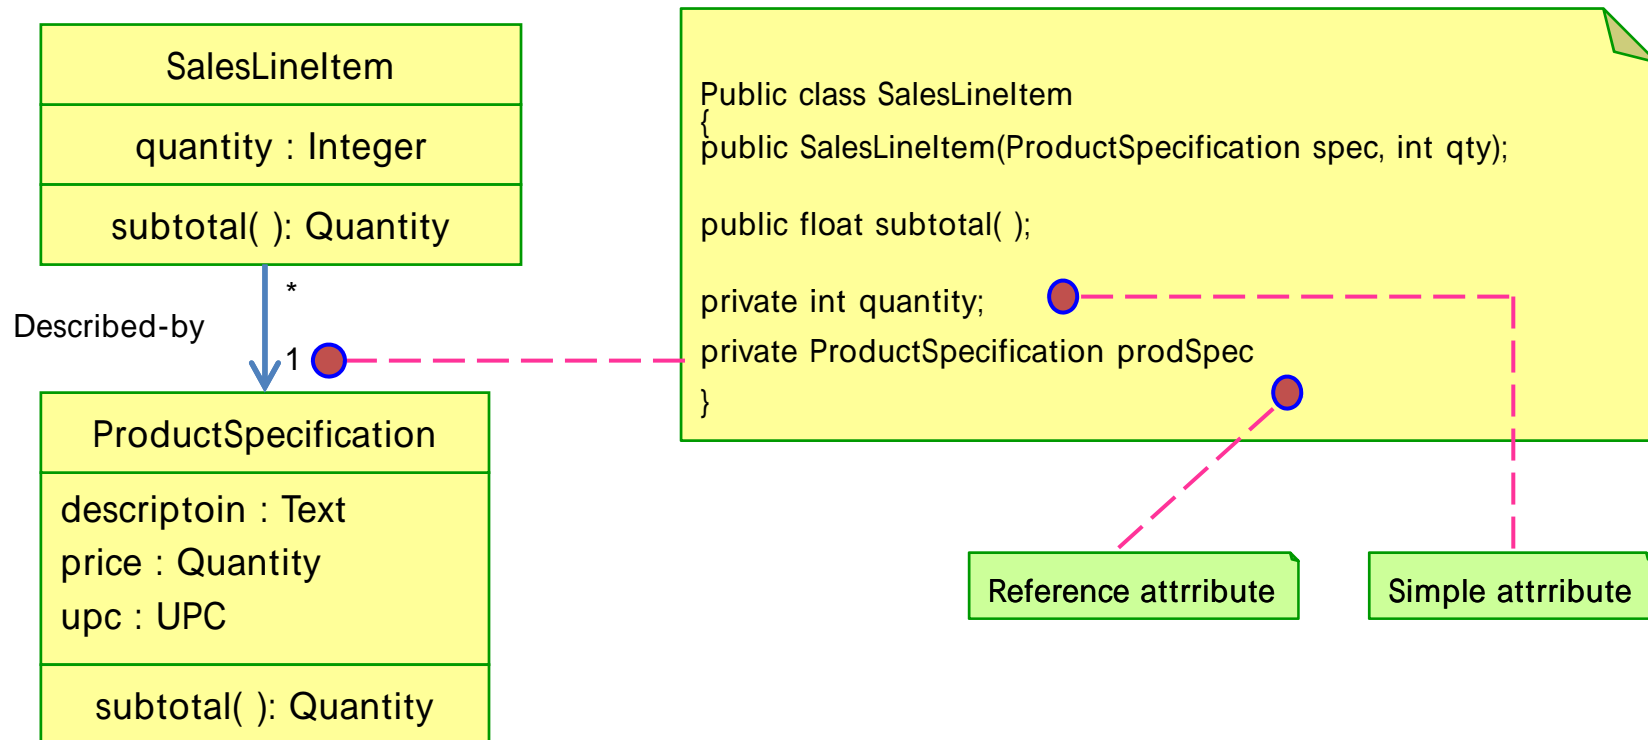 SalesLineItem
quantity : Integer
subtotal( ): Quantity
*
Described-by
1
ProductSpecification
descriptoin : Text
price : Quantity
upc : UPC
subtotal( ): Quantity
Public class SalesLineItem
{
public SalesLineItem(ProductSpecification spec, int qty);
public float subtotal( );
private int quantity;
private ProductSpecification prodSpec
}
Reference attrribute
Simple attrribute